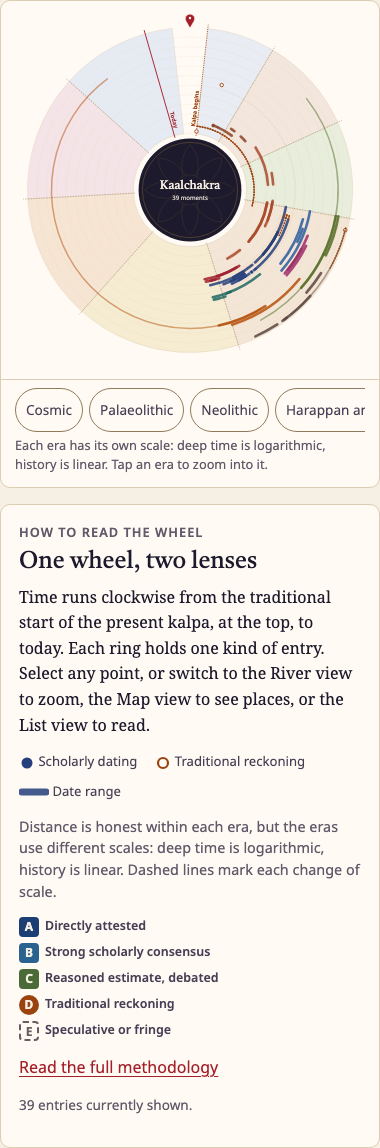 Today
Kalpa begins
Kaalchakra
39 moments
Cosmic
Palaeolithic
Neolithic
Harappan ar
Each era has its own scale: deep time is logarithmic,
history is linear. Tap an era to zoom into it.
HOW TO READ THE WHEEL
One wheel, two lenses
Time runs clockwise from the traditional
start of the present kalpa, at the top, to
today. Each ring holds one kind of entry.
Select any point, or switch to the River view
to zoom, the Map view to see places, or the
List view to read.
Scholarly dating
Traditional reckoning
Date range
Distance is honest within each era, but the eras
use different scales: deep time is logarithmic,
history is linear. Dashed lines mark each change of
scale.
A Directly attested
B Strong scholarly consensus
C Reasoned estimate, debated
D Traditional reckoning
E Speculative or fringe
Read the full methodology
39 entries currently shown.